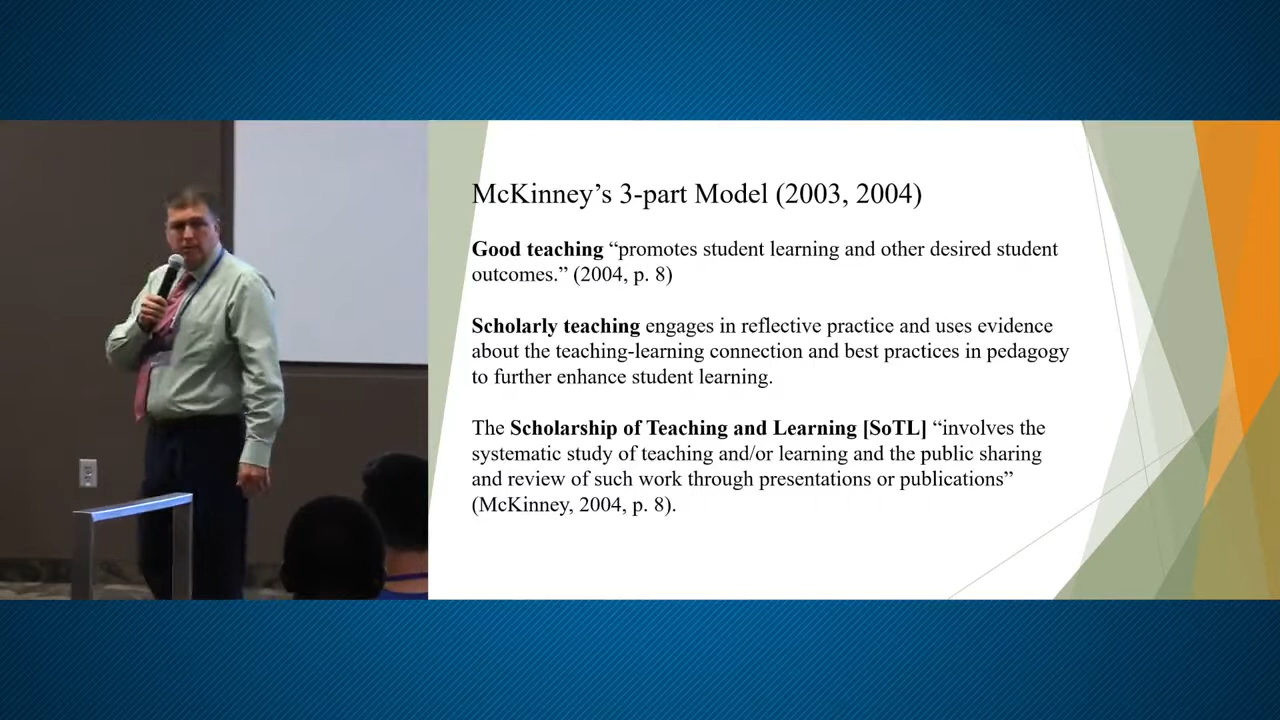 McKinney’s 3-part Model (2003, 2004)
Good teaching “promotes student learning and other desired student
outcomes.” (2004, p. 8)
Scholarly teaching engages in reflective practice and uses evidence
about the teaching-learning connection and best practices in pedagogy
to further enhance student learning.
The Scholarship of Teaching and Learning [SoTL] “involves the
systematic study of teaching and/or learning and the public sharing
and review of such work through presentations or publications”
(McKinney, 2004, p. 8).